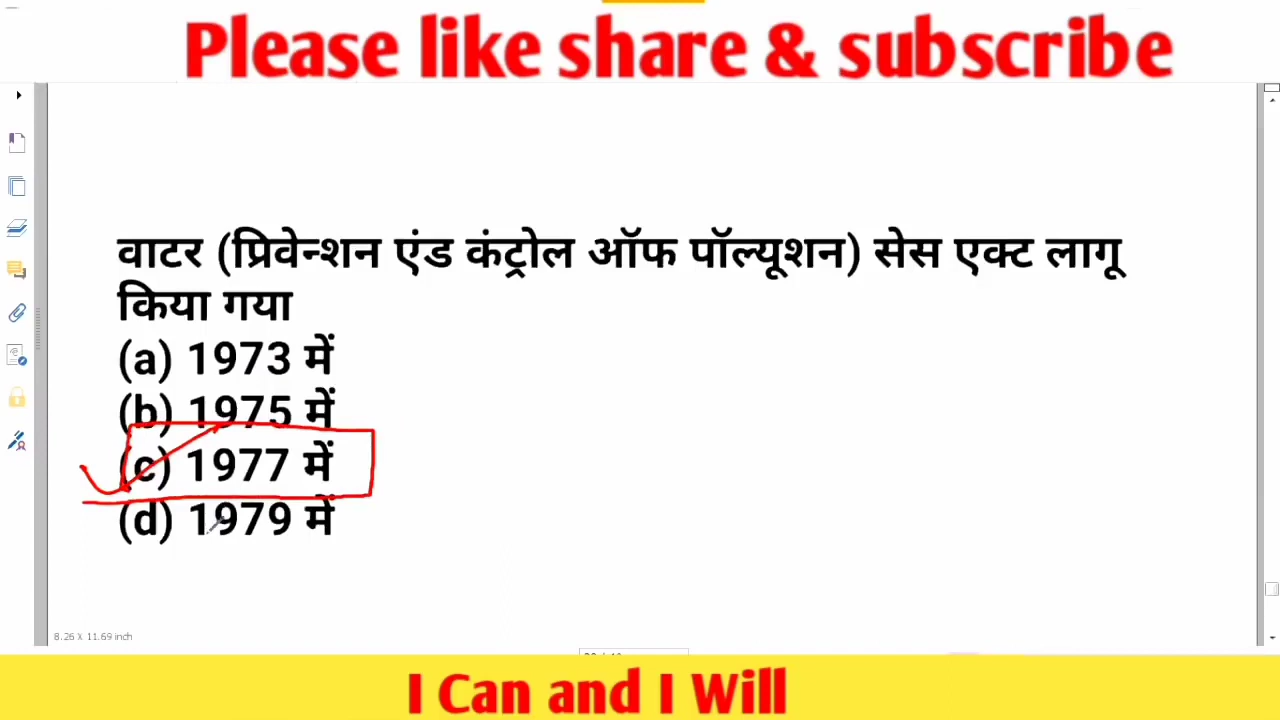 Please like share & subscribe
वाटर (प्रिवेन्शन एंड कंट्रोल ऑफ पॉल्यूशन) सेस एक्ट लागू
किया गया
(a) 1973 में
(b) 1975 में
(c) 1977 में
(d) 1979 में
8.26 X 11.69 inch
I Can and I Will